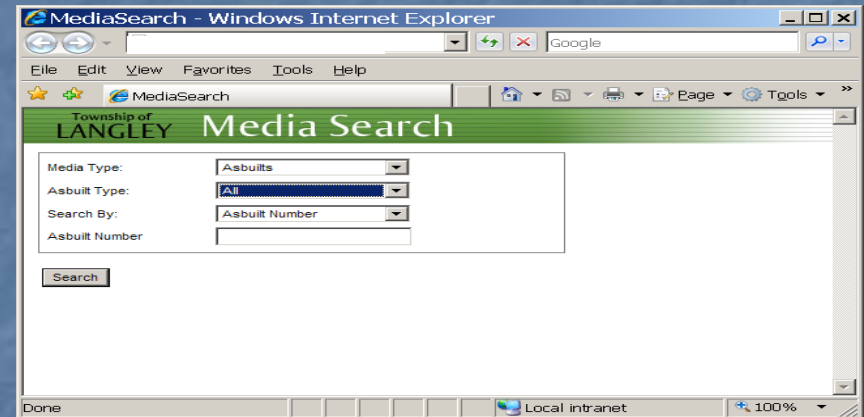 MediaSearch - Windows Internet Explorer
Google
File Edit View Favorites Tools Help
MediaSearch Page Tools
Township of
LANGLEY Media Search
Media Type: Asbuilts
Asbuilt Type: All
Search By: Asbuilt Number
Asbuilt Number
Search
Done Local intranet 100%